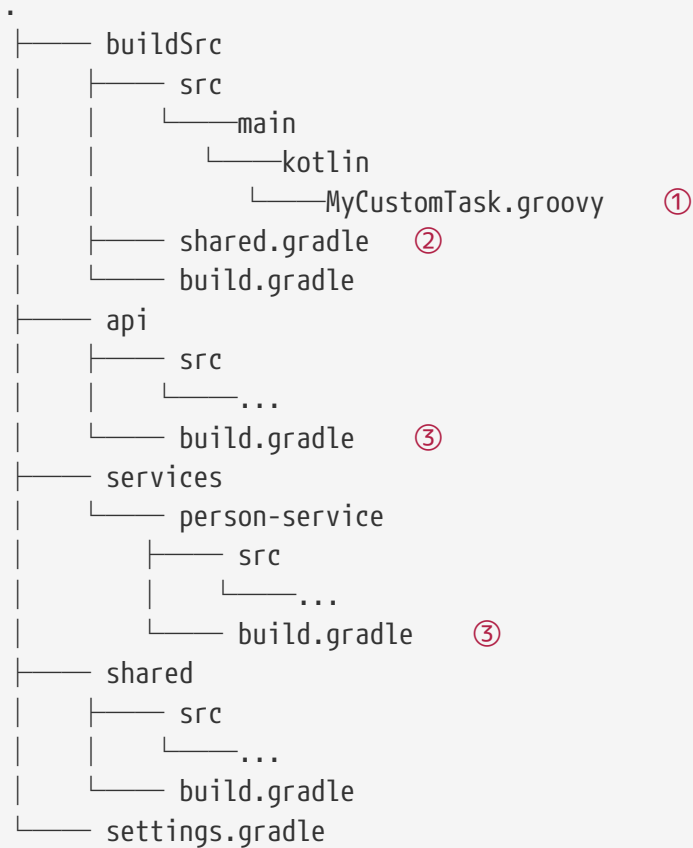 .
├── buildSrc
│   ├── src
│   │   └──main
│   │      └──kotlin
│   │         └──MyCustomTask.groovy ①
│   ├── shared.gradle ②
│   └── build.gradle
├── api
│   ├── src
│   │   └──...
│   └── build.gradle ③
├── services
│   └── person-service
│       ├── src
│       │   └──...
│       └── build.gradle ③
├── shared
│   ├── src
│   │   └──...
│   └── build.gradle
└── settings.gradle